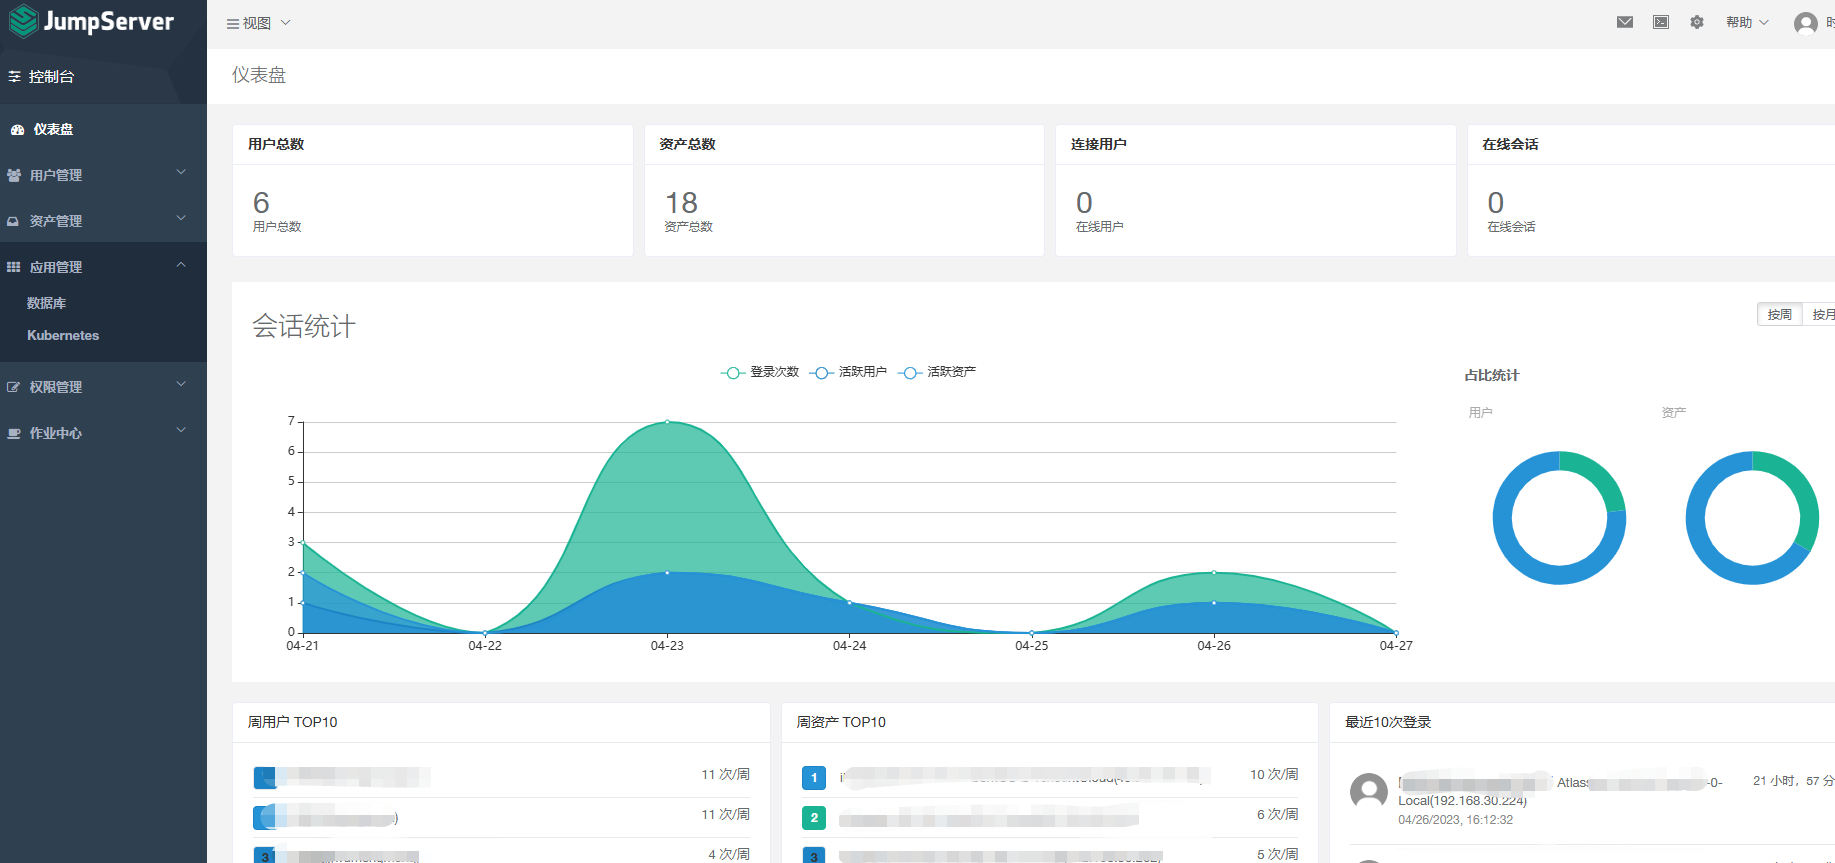 JumpServer
视图
帮助
时
控制台
仪表盘
仪表盘
用户管理
资产管理
应用管理
数据库
Kubernetes
权限管理
作业中心
用户总数
6
用户总数
资产总数
18
资产总数
连接用户
0
在线用户
在线会话
0
在线会话
会话统计
按周 按月
登录次数 活跃用户 活跃资产
7
6
5
4
3
2
1
0
04-21 04-22 04-23 04-24 04-25 04-26 04-27
占比统计
用户 资产
周用户 TOP10
11 次/周
) 11 次/周
3 4 次/周
周资产 TOP10
1 10 次/周
2 6 次/周
3 5 次/周
最近10次登录
Atlas -0- 21 小时，57 分
Local(192.168.30.224)
04/26/2023, 16:12:32